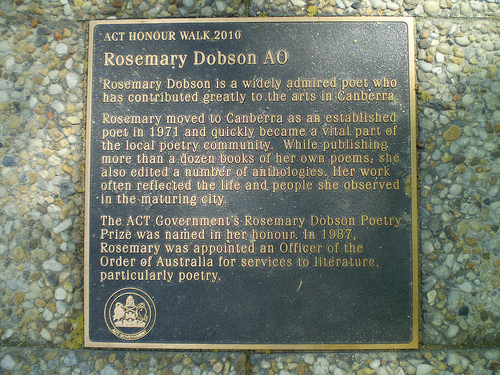 ACT HONOUR WALK 2010
Rosemary Dobson AO
Rosemary Dobson is a widely admired poet who
has contributed greatly to the arts in Canberra.
Rosemary moved to Canberra as an established
poet in 1971 and quickly became a vital part of
the local poetry community. While publishing
more than a dozen books of her own poems, she
also edited a number of anthologies. Her work
often reflected the life and people she observed
in the maturing city.
The ACT Government's Rosemary Dobson Poetry
Prize was named in her honour. In 1987,
Rosemary was appointed an Officer of the
Order of Australia for services to literature,
particularly poetry.